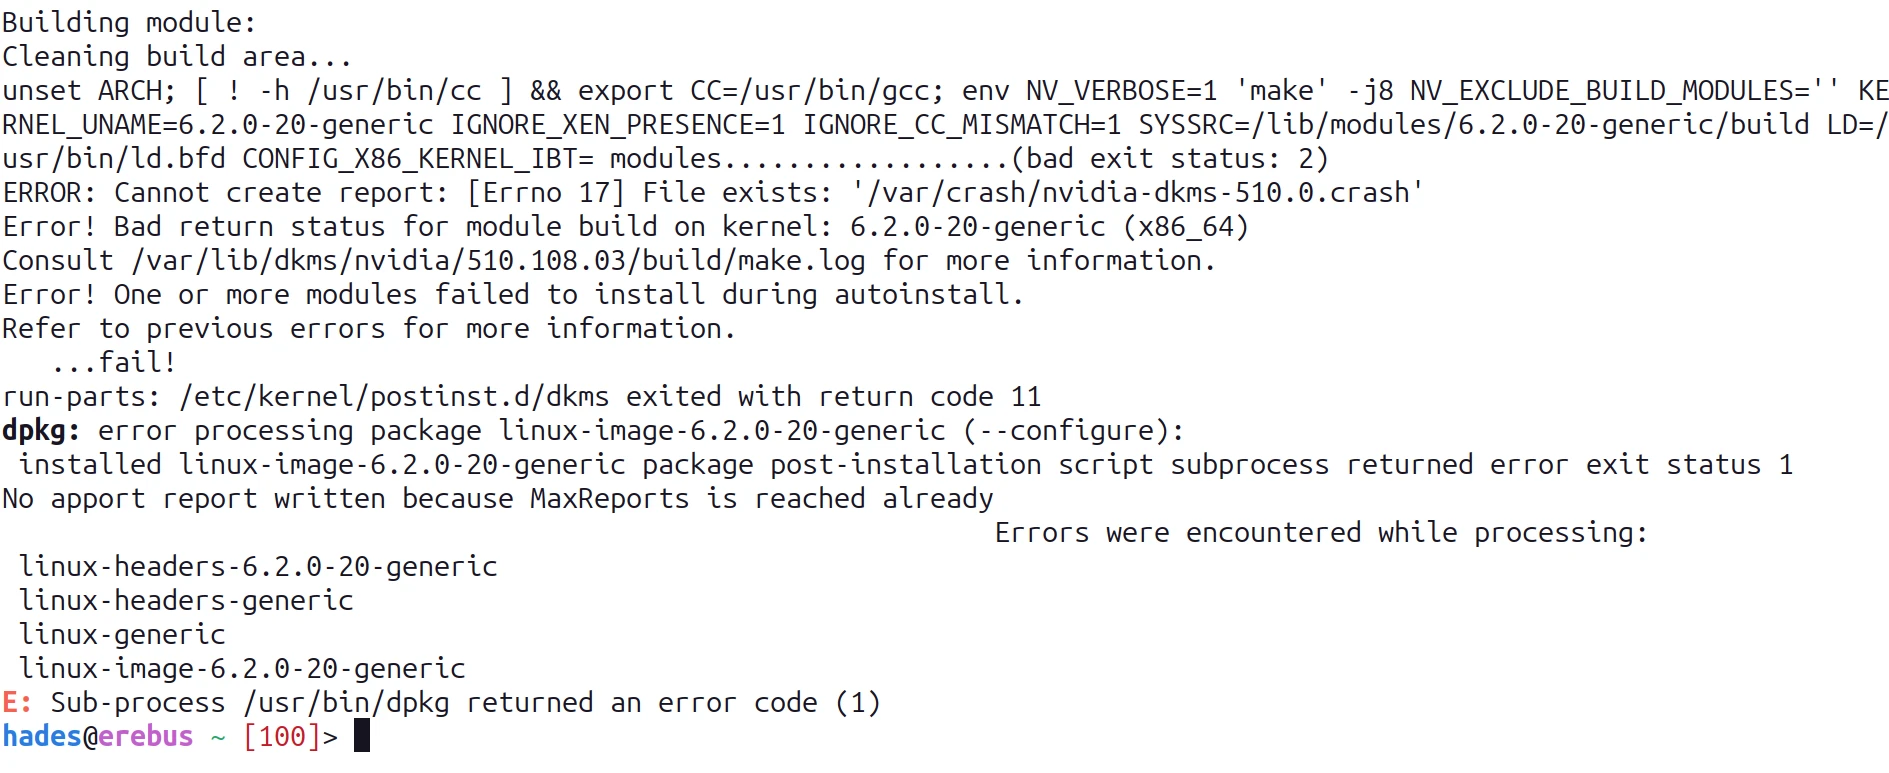 Building module:
Cleaning build area...
unset ARCH; [ ! -h /usr/bin/cc ] && export CC=/usr/bin/gcc; env NV_VERBOSE=1 'make' -j8 NV_EXCLUDE_BUILD_MODULES='' KE
RNEL_UNAME=6.2.0-20-generic IGNORE_XEN_PRESENCE=1 IGNORE_CC_MISMATCH=1 SYSSRC=/lib/modules/6.2.0-20-generic/build LD=/
usr/bin/ld.bfd CONFIG_X86_KERNEL_IBT= modules..................(bad exit status: 2)
ERROR: Cannot create report: [Errno 17] File exists: '/var/crash/nvidia-dkms-510.0.crash'
Error! Bad return status for module build on kernel: 6.2.0-20-generic (x86_64)
Consult /var/lib/dkms/nvidia/510.108.03/build/make.log for more information.
Error! One or more modules failed to install during autoinstall.
Refer to previous errors for more information.
   ...fail!
run-parts: /etc/kernel/postinst.d/dkms exited with return code 11
dpkg: error processing package linux-image-6.2.0-20-generic (--configure):
 installed linux-image-6.2.0-20-generic package post-installation script subprocess returned error exit status 1
No apport report written because MaxReports is reached already
Errors were encountered while processing:
 linux-headers-6.2.0-20-generic
 linux-headers-generic
 linux-generic
 linux-image-6.2.0-20-generic
E: Sub-process /usr/bin/dpkg returned an error code (1)
hades@erebus ~ [100]>